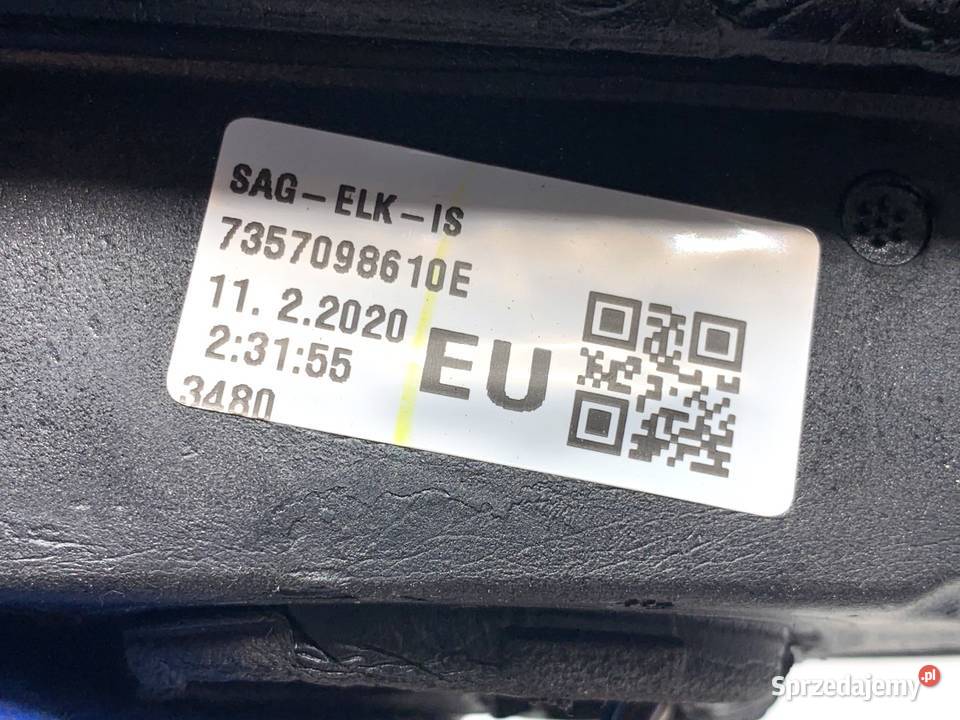 SAG-ELK-IS
7357098610E
11. 2.2020
2:31:55
EU
3480
Sprzedajemy.pl